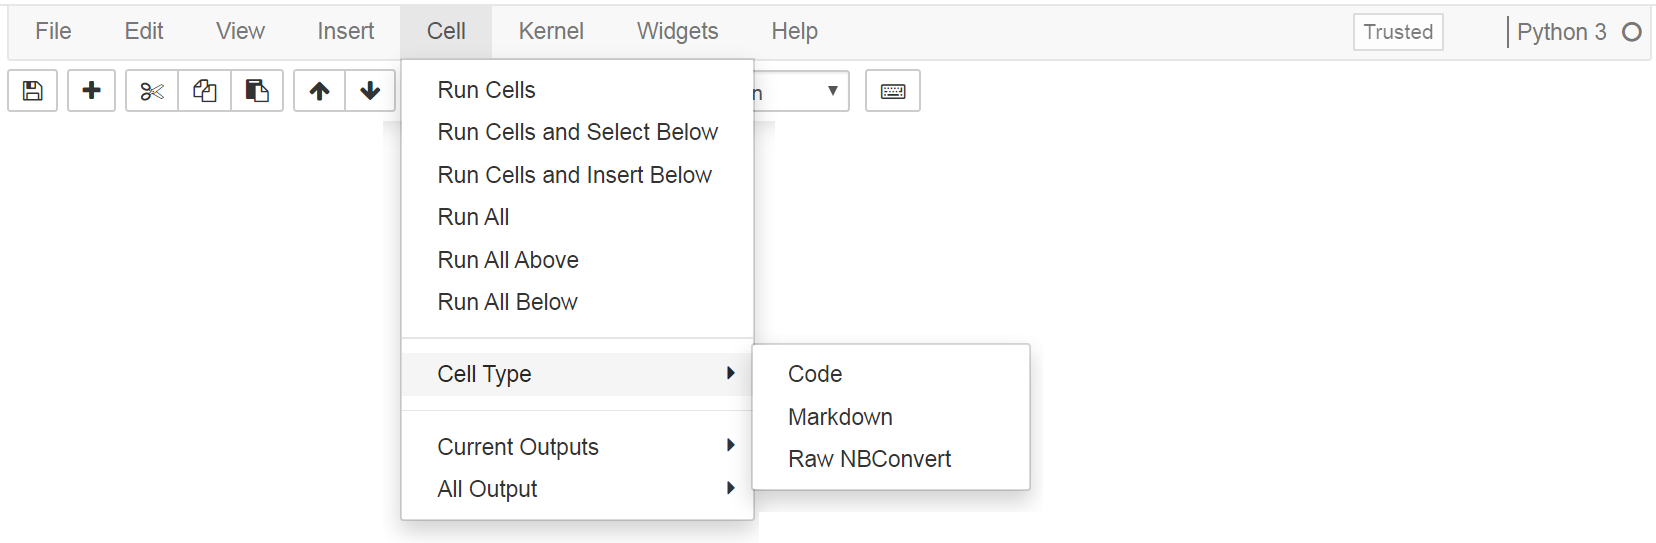 File Edit View Insert Cell Kernel Widgets Help Trusted Python 3
n
Run Cells
Run Cells and Select Below
Run Cells and Insert Below
Run All
Run All Above
Run All Below
Cell Type
Code
Markdown
Raw NBConvert
Current Outputs
All Output